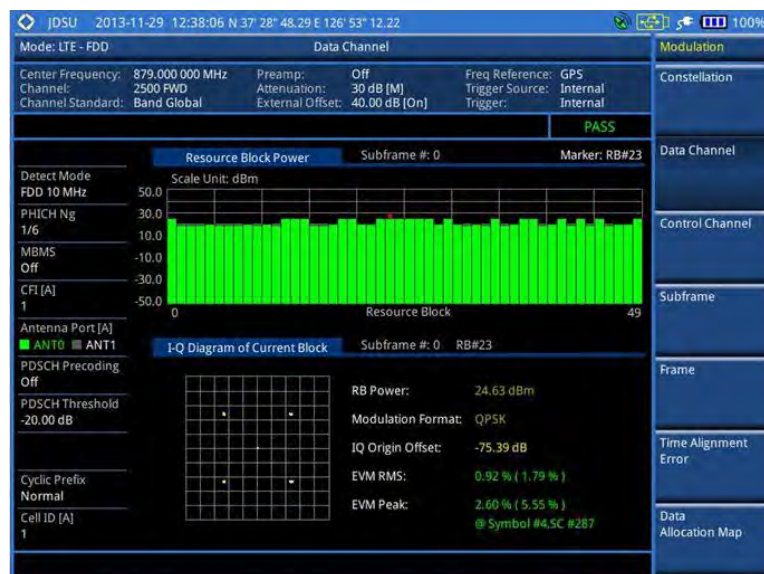 JDSU 2013-11-29 12:38:06 N 37' 28" 48.29 E 126' 53" 12.22 100%
Mode: LTE - FDD Data Channel Modulation
Center Frequency: 879.000 000 MHz Preamp: Off Freq Reference: GPS
Channel: 2500 FWD Attenuation: 30 dB [M] Trigger Source: Internal
Channel Standard: Band Global External Offset: 40.00 dB [On] Trigger: Internal
Constellation
PASS
Resource Block Power Subframe #: 0 Marker: RB#23
Data Channel
Detect Mode
FDD 10 MHz
Scale Unit: dBm
50.0
30.0
10.0
-10.0
-30.0
-50.0
0 Resource Block 49
PHICH Ng
1/6
MBMS
Off
CFI [A]
1
Antenna Port [A]
ANT0 ANT1
PDSCH Precoding
Off
PDSCH Threshold
-20.00 dB
Cyclic Prefix
Normal
Cell ID [A]
1
I-Q Diagram of Current Block Subframe #: 0 RB#23
RB Power: 24.63 dBm
Modulation Format: QPSK
IQ Origin Offset: -75.39 dB
EVM RMS: 0.92 % ( 1.79 % )
EVM Peak: 2.60 % ( 5.55 % )
@ Symbol #4,SC #287
Control Channel
Subframe
Frame
Time Alignment
Error
Data
Allocation Map